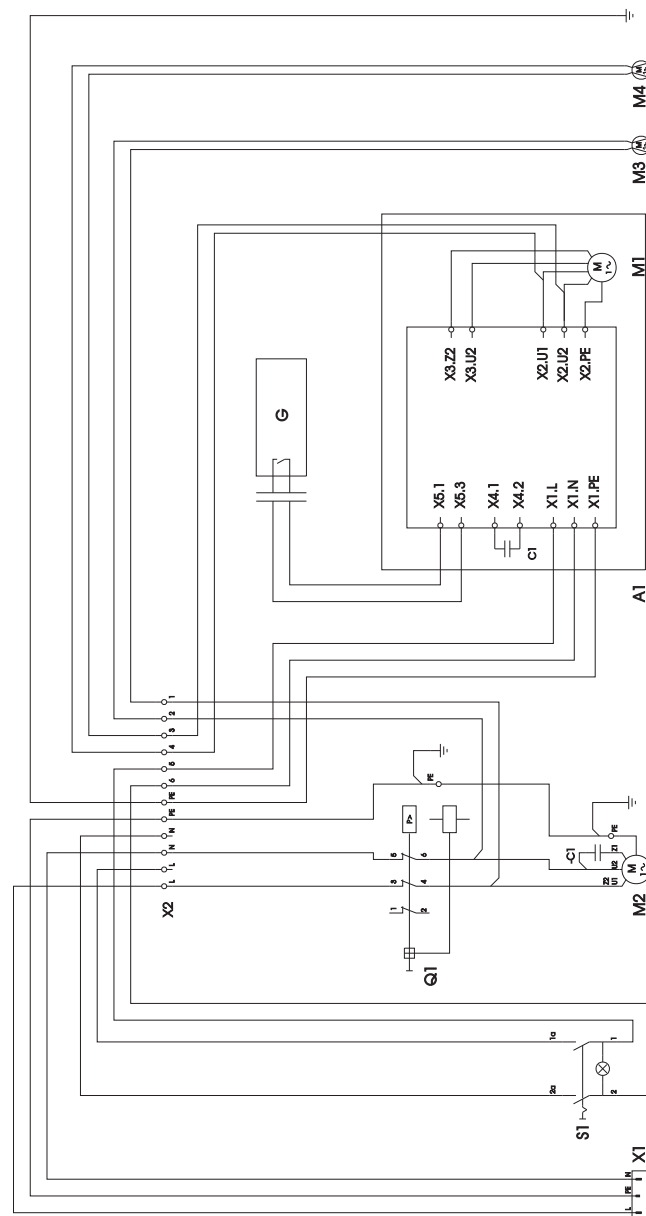 M4
M3
M1
M
1~
X3.Z2
X3.U2
X2.U1
X2.U2
X2.PE
G
X5.1
X5.3
X4.1
X4.2
X1.L
X1.N
X1.PE
C1
A1
1
2
3
4
5
6
PE
PE
N
N
L
L
X2
P>
PE
5
6
3
4
1
2
Q1
PE
-C1
Z1
U2
Z2
U1
M
1~
M2
1a
1
2a
2
S1
N
PE
L
X1